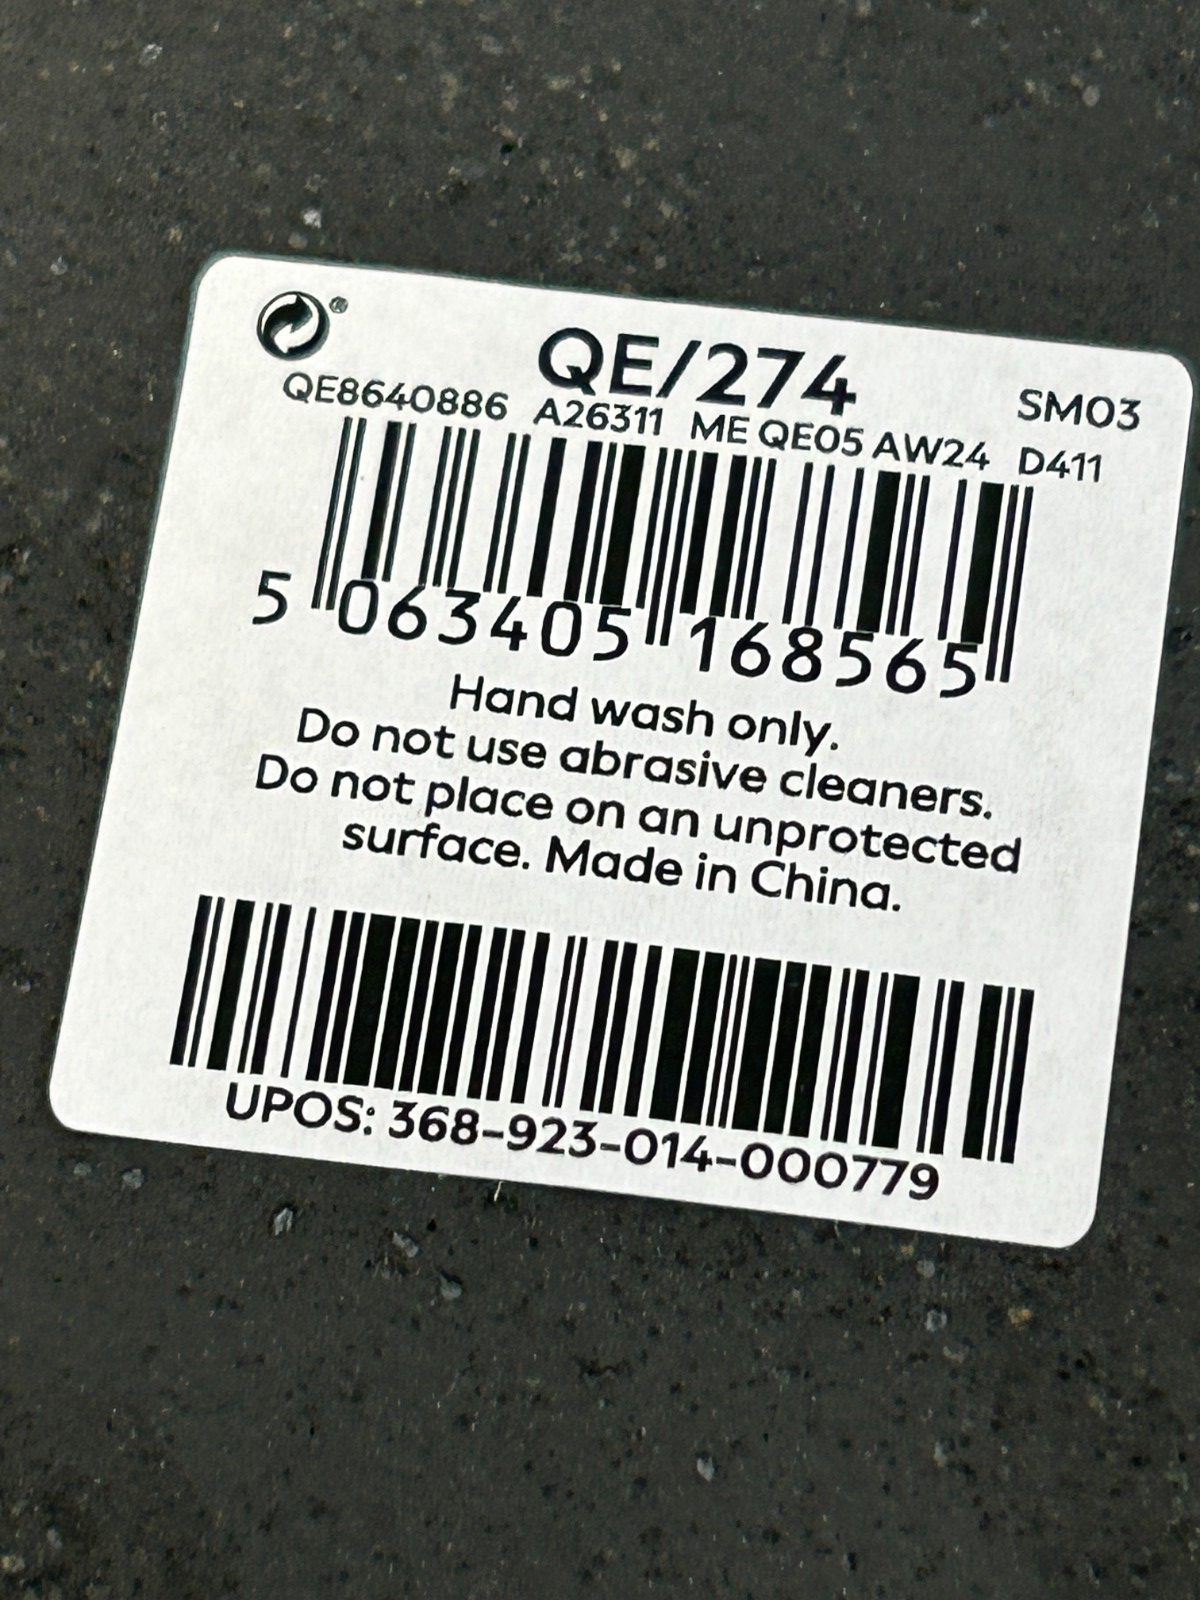 ®
QE/274
SM03
QE8640886 A26311 ME QE05 AW24 D411
5 063405 168565
Hand wash only.
Do not use abrasive cleaners.
Do not place on an unprotected
surface. Made in China.
UPOS: 368-923-014-000779